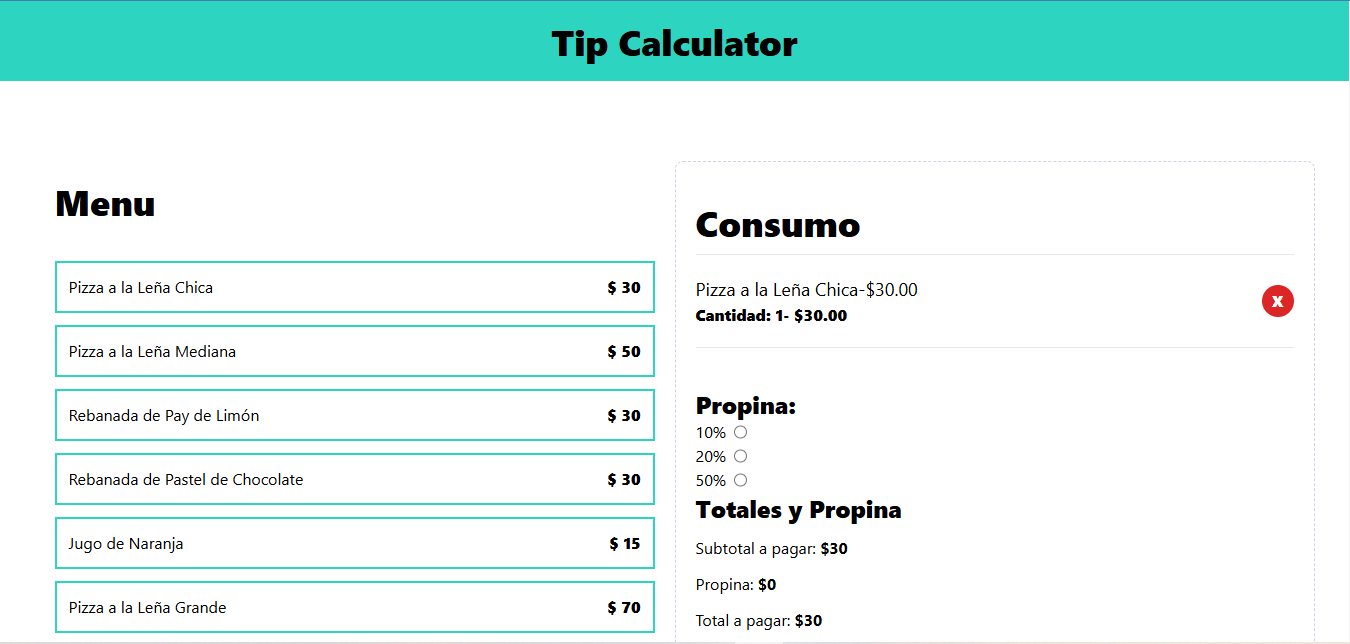 Tip Calculator
Menu
Pizza a la Leña Chica $ 30
Pizza a la Leña Mediana $ 50
Rebanada de Pay de Limón $ 30
Rebanada de Pastel de Chocolate $ 30
Jugo de Naranja $ 15
Pizza a la Leña Grande $ 70
Consumo
Pizza a la Leña Chica-$30.00
Cantidad: 1- $30.00
X
Propina:
10%
20%
50%
Totales y Propina
Subtotal a pagar: $30
Propina: $0
Total a pagar: $30